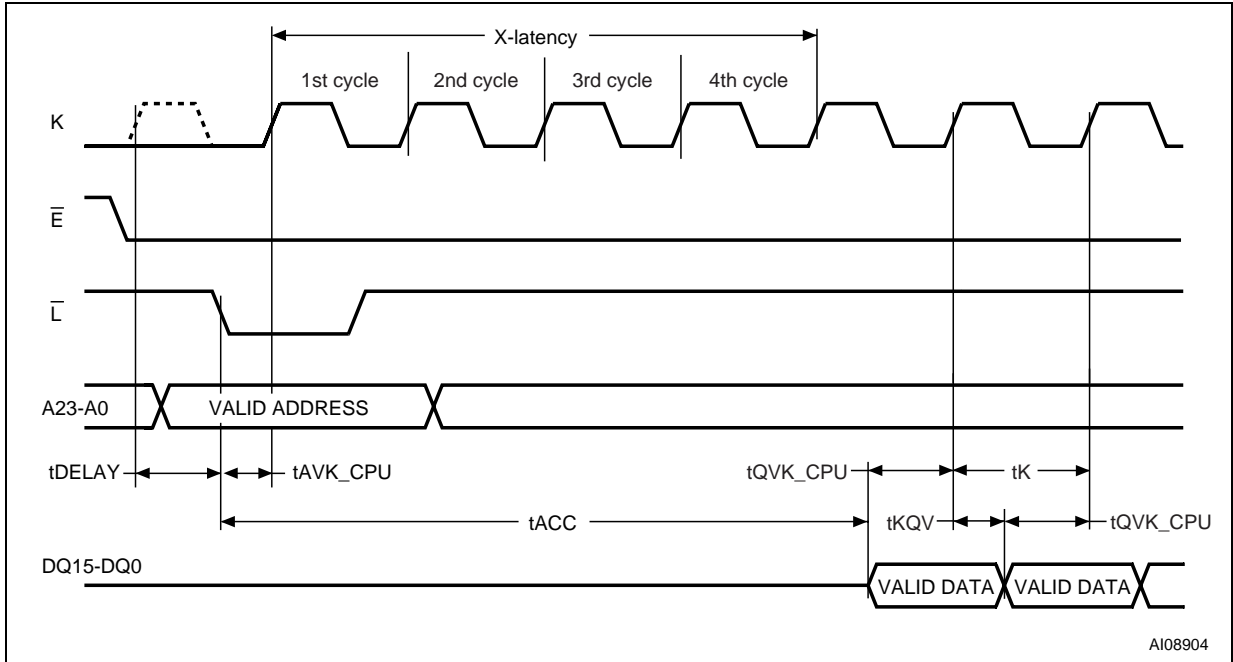 X-latency
1st cycle 2nd cycle 3rd cycle 4th cycle
K
E
L
A23-A0 VALID ADDRESS
tDELAY tAVK_CPU tQVK_CPU tK
tACC tKQV tQVK_CPU
DQ15-DQ0
VALID DATA VALID DATA
AI08904